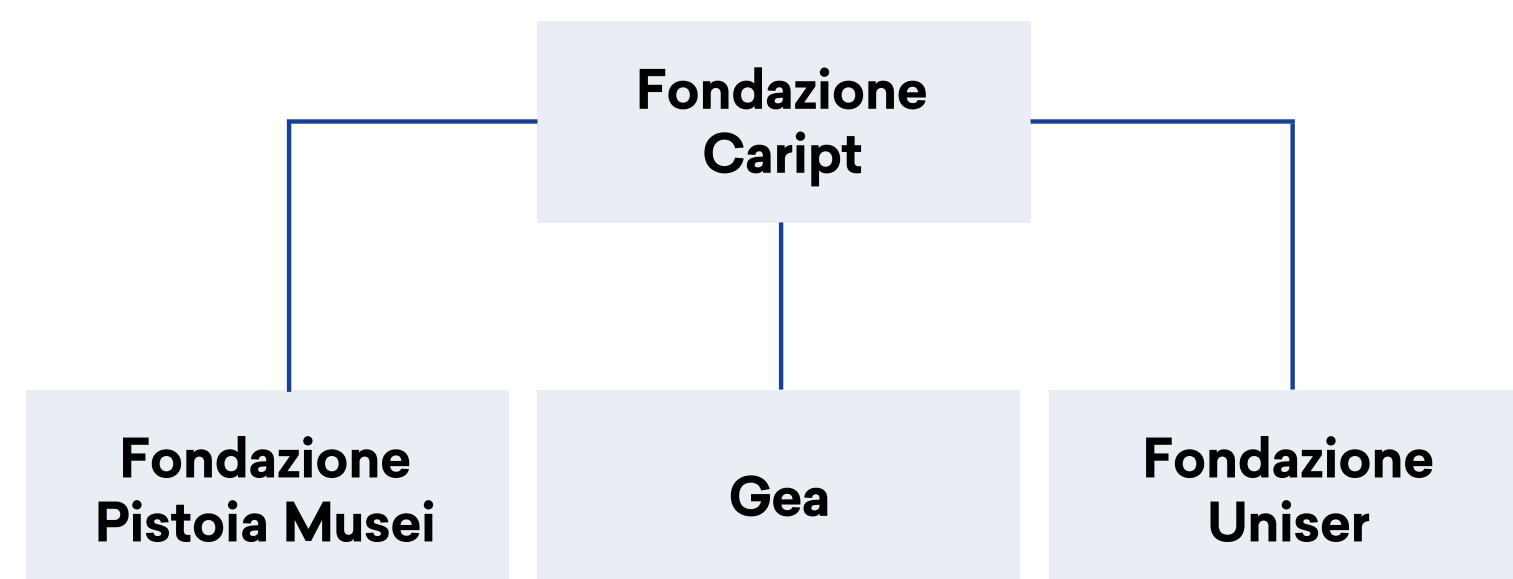 Fondazione
Caript
Fondazione
Pistoia Musei
Gea
Fondazione
Uniser